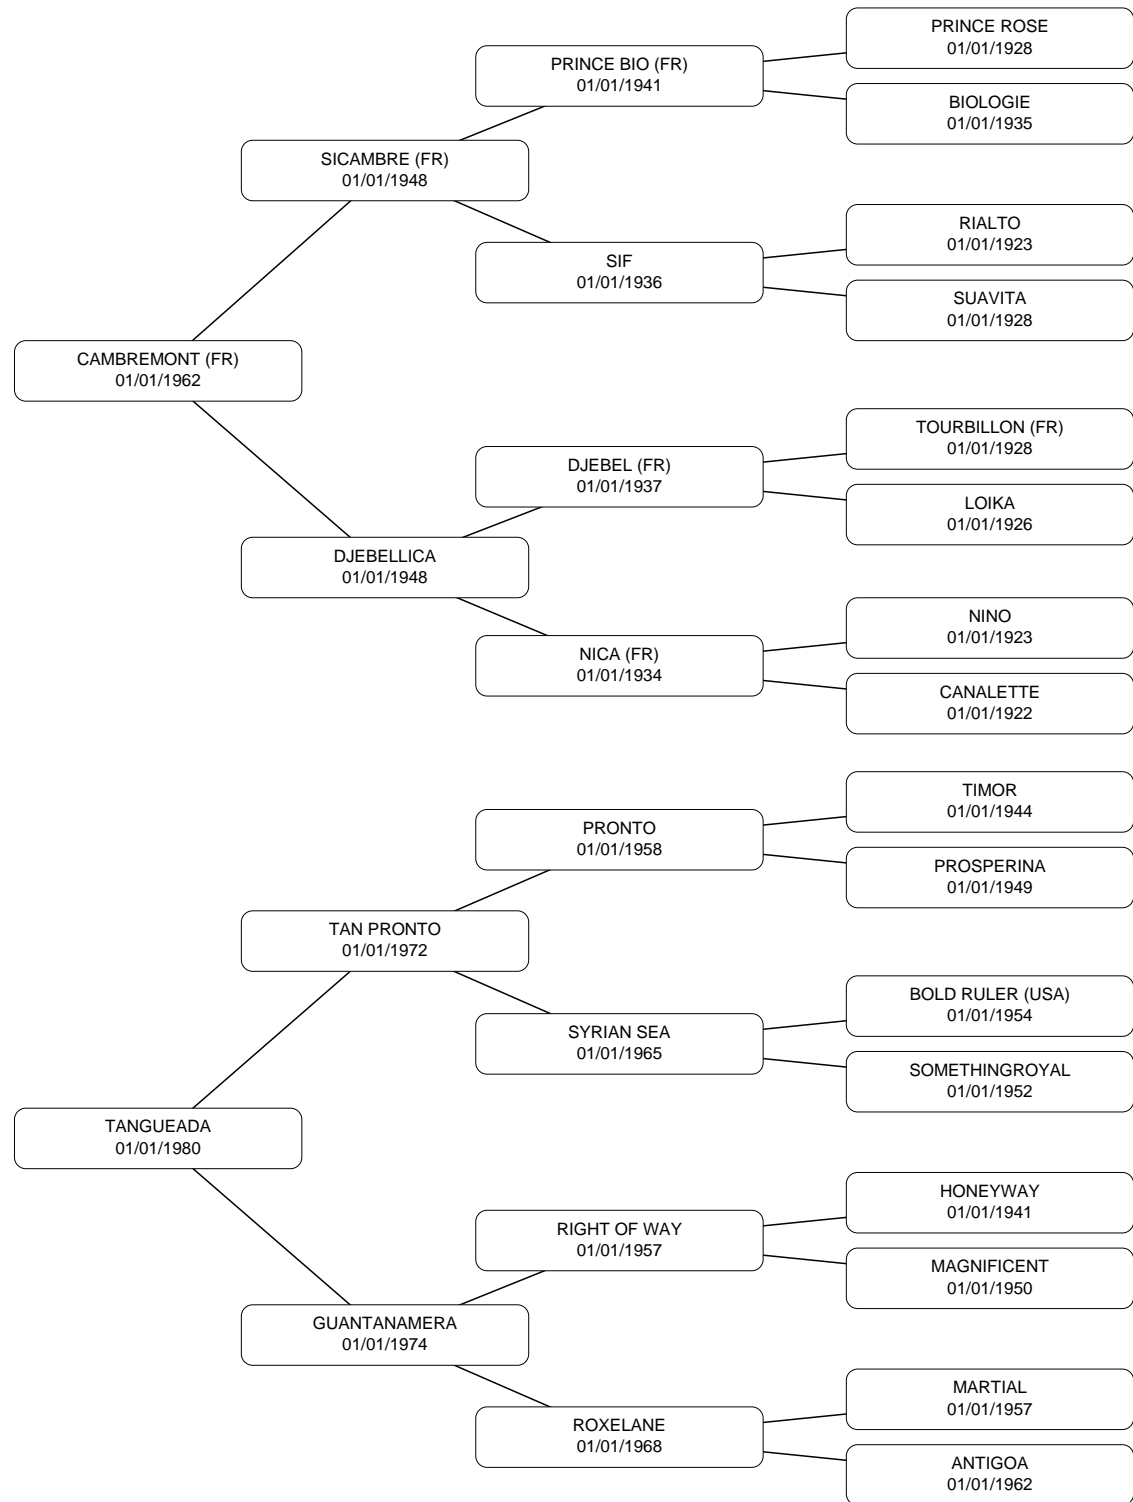 PRINCE ROSE
01/01/1928
PRINCE BIO (FR)
01/01/1941
BIOLOGIE
01/01/1935
SICAMBRE (FR)
01/01/1948
RIALTO
01/01/1923
SIF
01/01/1936
SUAVITA
01/01/1928
CAMBREMONT (FR)
01/01/1962
TOURBILLON (FR)
01/01/1928
DJEBEL (FR)
01/01/1937
LOIKA
01/01/1926
DJEBELLICA
01/01/1948
NINO
01/01/1923
NICA (FR)
01/01/1934
CANALETTE
01/01/1922
TIMOR
01/01/1944
PRONTO
01/01/1958
PROSPERINA
01/01/1949
TAN PRONTO
01/01/1972
BOLD RULER (USA)
01/01/1954
SYRIAN SEA
01/01/1965
SOMETHINGROYAL
01/01/1952
TANGUEADA
01/01/1980
HONEYWAY
01/01/1941
RIGHT OF WAY
01/01/1957
MAGNIFICENT
01/01/1950
GUANTANAMERA
01/01/1974
MARTIAL
01/01/1957
ROXELANE
01/01/1968
ANTIGOA
01/01/1962